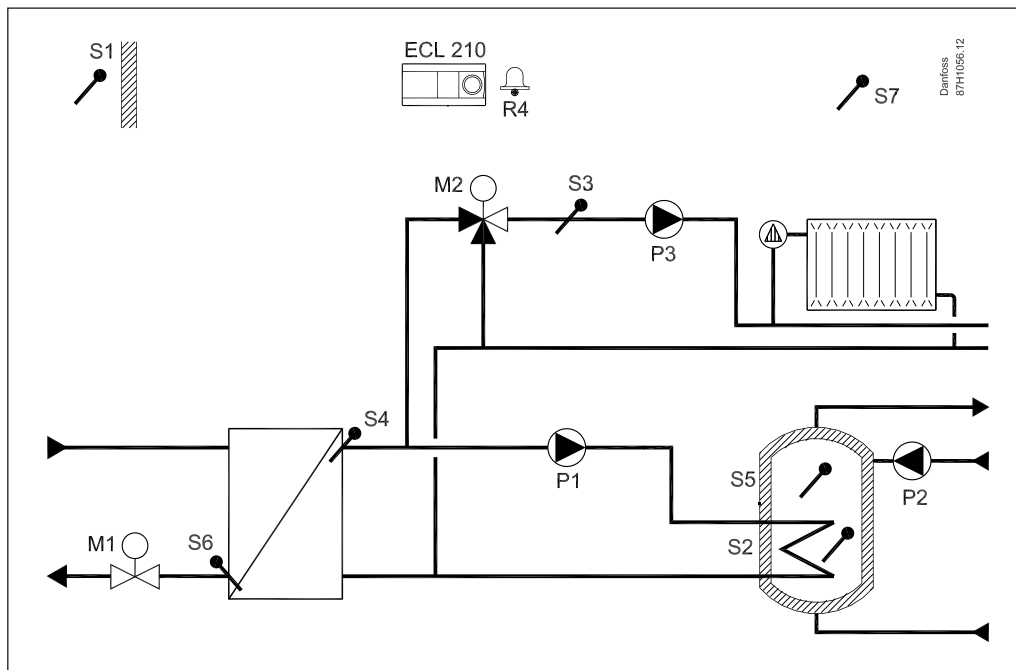 S1
ECL 210
R4
S7
Danfoss
87H1056.12
M2
S3
P3
S4
P1
S5
P2
M1
S6
S2